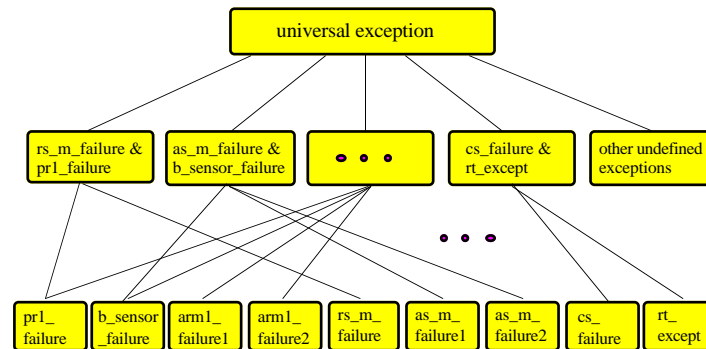 universal exception
rs_m_failure &
pr1_failure
as_m_failure &
b_sensor_failure
cs_failure &
rt_except
other undefined
exceptions
pr1_
failure
b_sensor
_failure
arm1_
failure1
arm1_
failure2
rs_m_
failure
as_m_
failure1
as_m_
failure2
cs_
failure
rt_
except